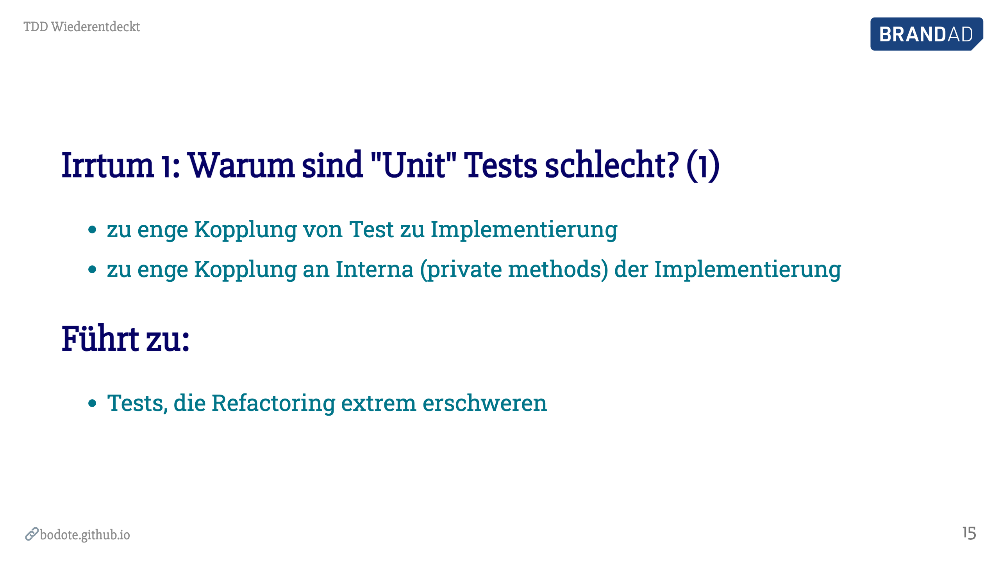 TDD Wiederentdeckt
BRANDAD
Irrtum 1: Warum sind "Unit" Tests schlecht? (1)
• zu enge Kopplung von Test zu Implementierung
• zu enge Kopplung an Interna (private methods) der Implementierung
Führt zu:
• Tests, die Refactoring extrem erschweren
bodote.github.io
15